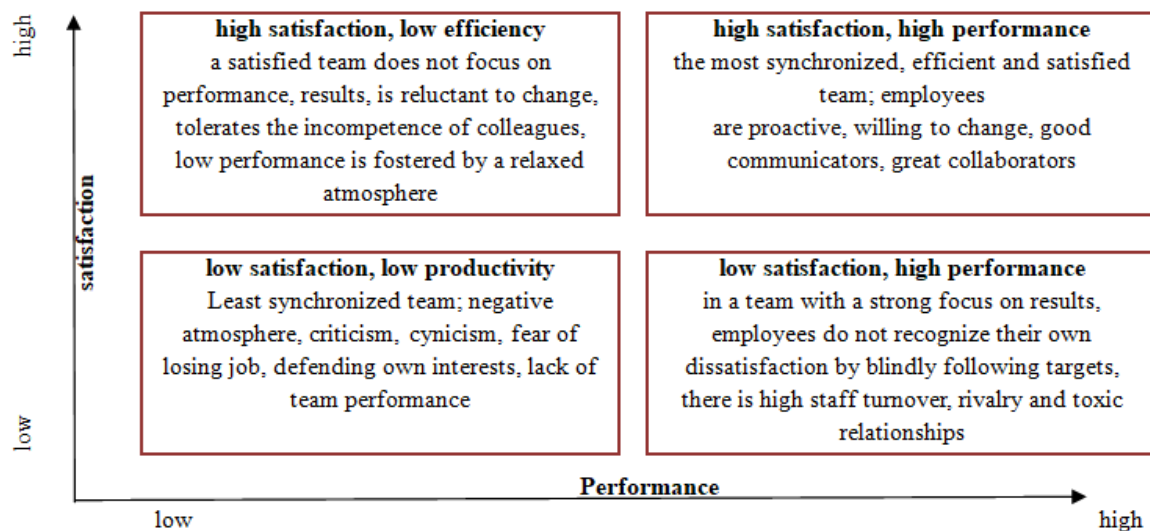 high
satisfaction
low
high satisfaction, low efficiency
a satisfied team does not focus on
performance, results, is reluctant to change,
tolerates the incompetence of colleagues,
low performance is fostered by a relaxed
atmosphere
high satisfaction, high performance
the most synchronized, efficient and satisfied
team; employees
are proactive, willing to change, good
communicators, great collaborators
low satisfaction, low productivity
Least synchronized team; negative
atmosphere, criticism, cynicism, fear of
losing job, defending own interests, lack of
team performance
low satisfaction, high performance
in a team with a strong focus on results,
employees do not recognize their own
dissatisfaction by blindly following targets,
there is high staff turnover, rivalry and toxic
relationships
Performance
low
high